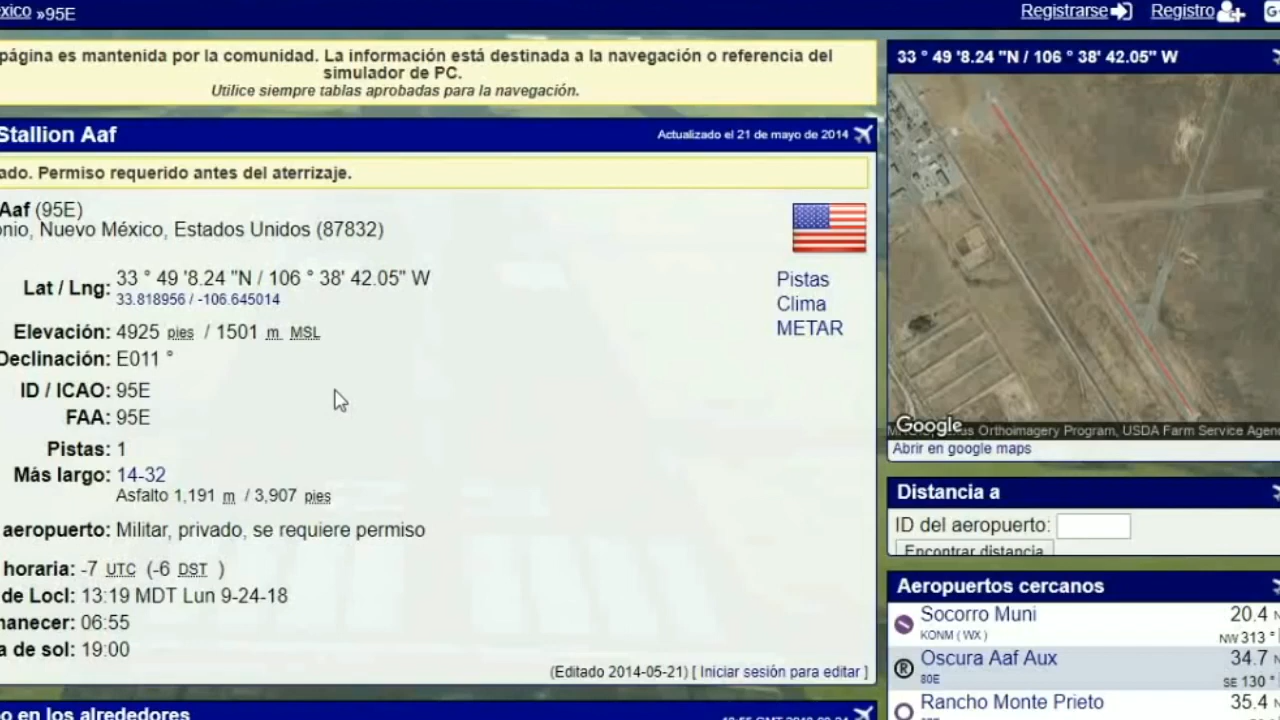 xico »95E
Registrarse Registro G
página es mantenida por la comunidad. La información está destinada a la navegación o referencia del
simulador de PC.
Utilice siempre tablas aprobadas para la navegación.
Stallion Aaf
Actualizado el 21 de mayo de 2014
ado. Permiso requerido antes del aterrizaje.
Aaf (95E)
onio, Nuevo México, Estados Unidos (87832)
Lat / Lng: 33 ° 49 '8.24 "N / 106 ° 38' 42.05" W
33.818956 / -106.645014
Elevación: 4925 pies / 1501 m MSL
Declinación: E011 °
ID / ICAO: 95E
FAA: 95E
Pistas: 1
Más largo: 14-32
Asfalto 1,191 m / 3,907 pies
aeropuerto: Militar, privado, se requiere permiso
horaria: -7 UTC (-6 DST )
de Locl: 13:19 MDT Lun 9-24-18
manecer: 06:55
a de sol: 19:00
Pistas
Clima
METAR
(Editado 2014-05-21) [ Iniciar sesión para editar ]
o en los alrededores
33 ° 49 '8.24 "N / 106 ° 38' 42.05" W
Google
Orthoimagery Program, USDA Farm Service Agen
Abrir en google maps
Distancia a
ID del aeropuerto:
Encontrar distancia
Aeropuertos cercanos
Socorro Muni 20.4 N
KONM ( WX ) NW 313 °
R Oscura Aaf Aux 34.7 N
80E SE 130 °
Rancho Monte Prieto 35.4